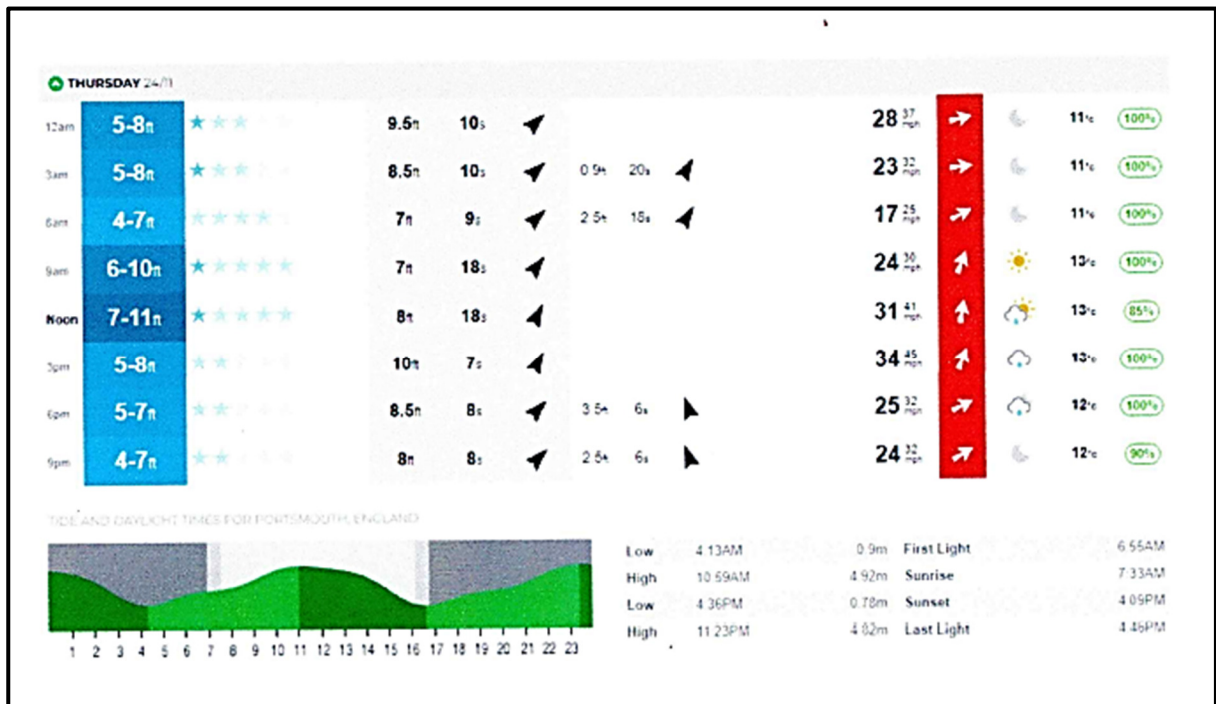 THURSDAY 24/11
12am 5-8ft 9.5ft 10s 28 37 mph 11°c 100%
3am 5-8ft 8.5ft 10s 0.9ft 20s 23 32 mph 11°c 100%
6am 4-7ft 7ft 9s 2.5ft 18s 17 25 mph 11°c 100%
9am 6-10ft 7ft 18s 24 30 mph 13°c 100%
Noon 7-11ft 8ft 18s 31 41 mph 13°c 85%
3pm 5-8ft 10ft 7s 34 45 mph 13°c 100%
6pm 5-7ft 8.5ft 8s 3.5ft 6s 25 32 mph 12°c 100%
9pm 4-7ft 8ft 8s 2.5ft 6s 24 32 mph 12°c 90%
TIDE AND DAYLIGHT TIMES FOR PORTSMOUTH, ENGLAND
Low 4:13AM 0.9m First Light 6:55AM
High 10:59AM 4.92m Sunrise 7:33AM
Low 4:36PM 0.78m Sunset 4:09PM
High 11:23PM 4.82m Last Light 4:46PM
1 2 3 4 5 6 7 8 9 10 11 12 13 14 15 16 17 18 19 20 21 22 23